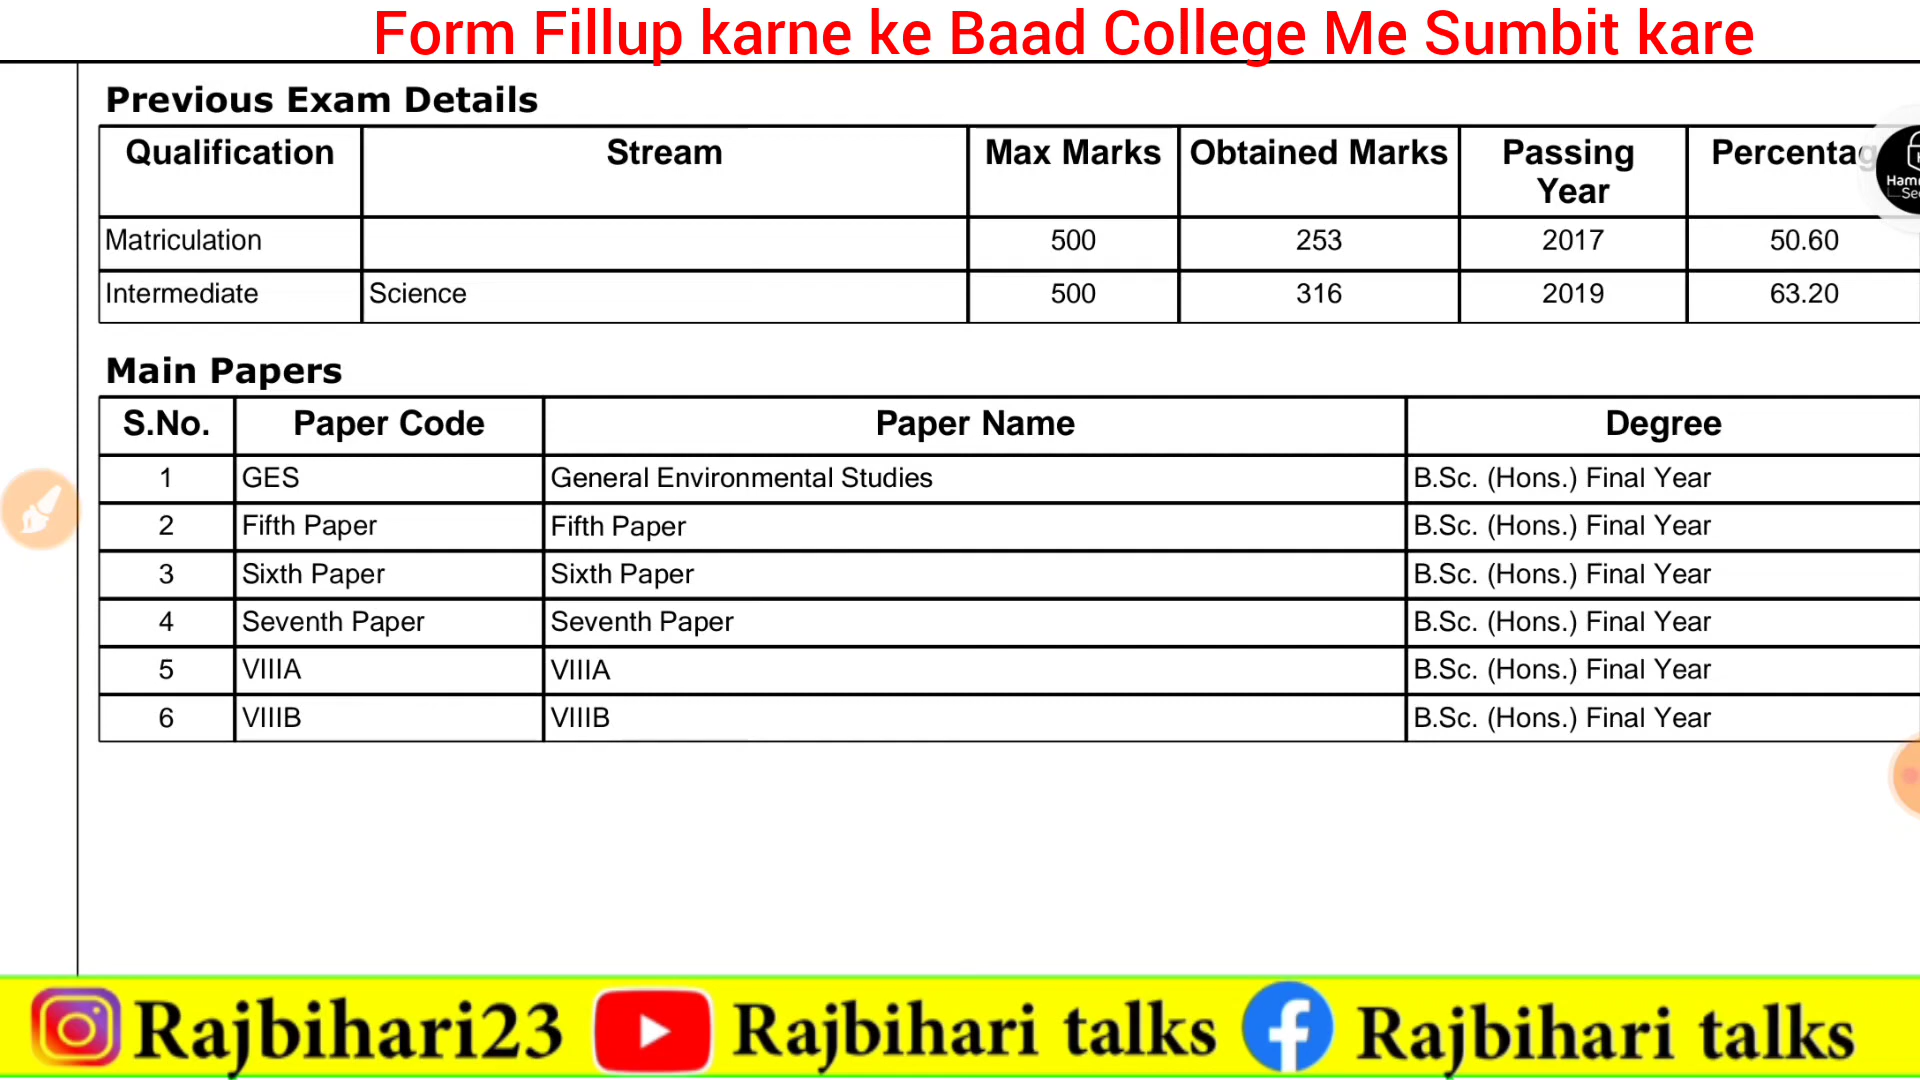 Form Fillup karne ke Baad College Me Sumbit kare
Previous Exam Details
Qualification Stream Max Marks Obtained Marks Passing Year
Matriculation 500 253 2017 50.60
Intermediate Science 500 316 2019 63.20
Main Papers
S.No. Paper Code Paper Name Degree
1 GES General Environmental Studies B.Sc. (Hons.) Final Year
2 Fifth Paper Fifth Paper B.Sc. (Hons.) Final Year
3 Sixth Paper Sixth Paper B.Sc. (Hons.) Final Year
4 Seventh Paper Seventh Paper B.Sc. (Hons.) Final Year
5 VIIIA VIIIA B.Sc. (Hons.) Final Year
6 VIIIB VIIIB B.Sc. (Hons.) Final Year
Rajbihari23 Rajbihari talks Rajbihari talks